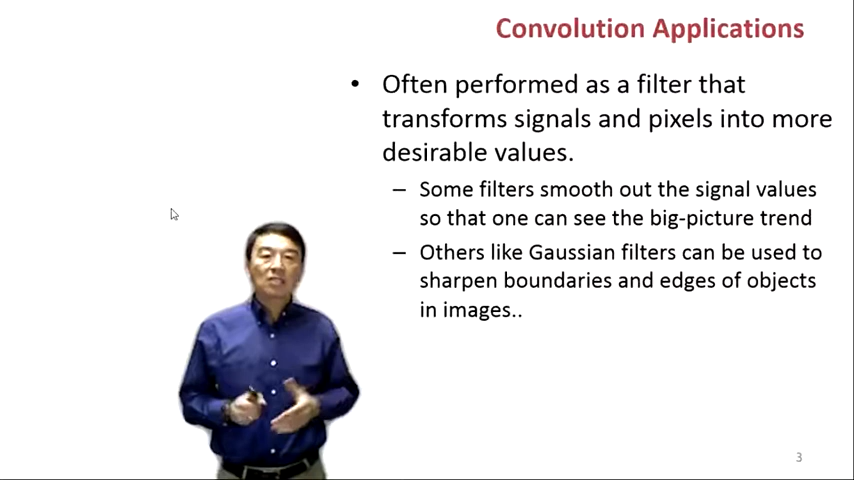 Convolution Applications
• Often performed as a filter that
transforms signals and pixels into more
desirable values.
– Some filters smooth out the signal values
so that one can see the big-picture trend
– Others like Gaussian filters can be used to
sharpen boundaries and edges of objects
in images..
3